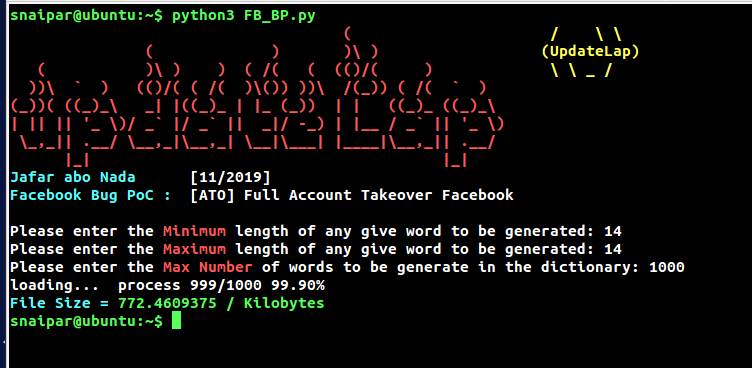 snaipar@ubuntu:~$ python3 FB_BP.py
(UpdateLap)
UpdateLap
Jafar abo Nada [11/2019]
Facebook Bug PoC : [ATO] Full Account Takeover Facebook
Please enter the Minimum length of any give word to be generated: 14
Please enter the Maximum length of any give word to be generated: 14
Please enter the Max Number of words to be generate in the dictionary: 1000
loading... process 999/1000 99.90%
File Size = 772.4609375 / Kilobytes
snaipar@ubuntu:~$